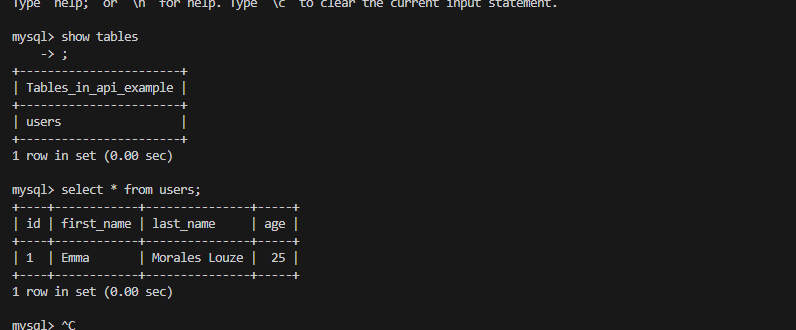 Type 'help;' or '\h' for help. Type '\c' to clear the current input statement.
mysql> show tables
    -> ;
+-----------------------+
| Tables_in_api_example |
+-----------------------+
| users                 |
+-----------------------+
1 row in set (0.00 sec)
mysql> select * from users;
+----+------------+---------------+-----+
| id | first_name | last_name     | age |
+----+------------+---------------+-----+
| 1  | Emma       | Morales Louze |  25 |
+----+------------+---------------+-----+
1 row in set (0.00 sec)
mysql> ^C